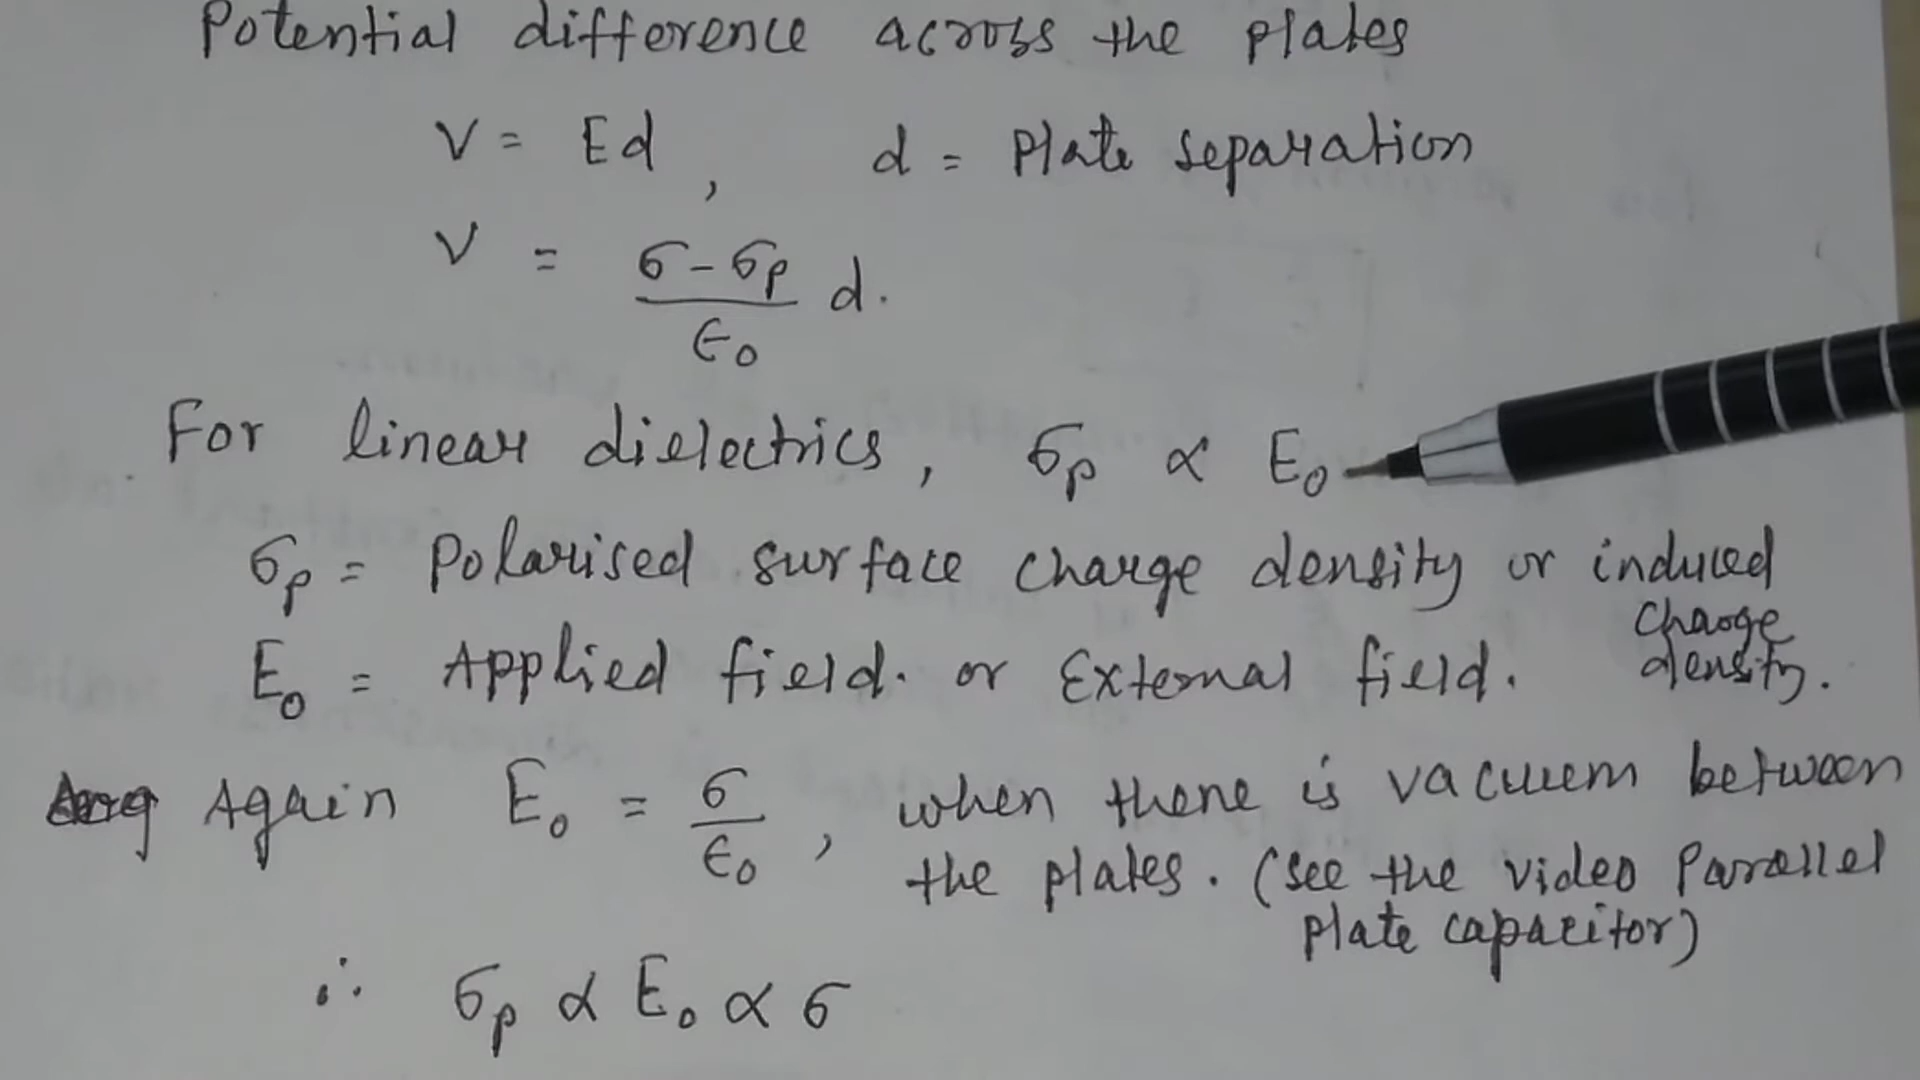 Potential difference across the plates
V = Ed, d = Plate separation
V = σ - σp / ϵ0 d.
For linear dielectrics, σp ∝ E0
σp = Polarised surface charge density or induced charge density.
E0 = Applied field. or External field.
Again E0 = σ / ϵ0, when there is vacuum between
the plates. (see the video Parallel
plate capacitor)
∴ σp ∝ E0 ∝ σ